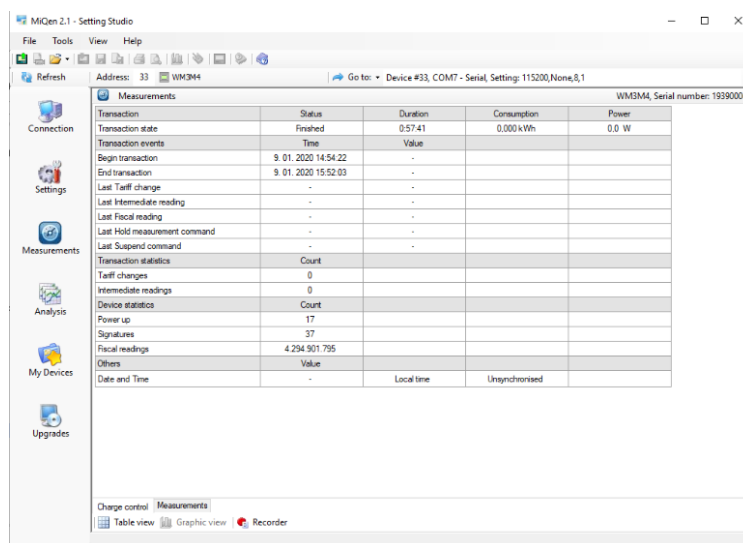 MiQen 2.1 - Setting Studio
File Tools View Help
Refresh Address: 33 WM3M4 Go to: Device #33, COM7 - Serial, Setting: 115200,None,8,1
Measurements WM3M4, Serial number: 1939000
Transaction Status Duration Consumption Power
Transaction state Finished 0:57:41 0,000 kWh 0,0 W
Transaction events Time Value
Begin transaction 9. 01. 2020 14:54:22 -
End transaction 9. 01. 2020 15:52:03 -
Last Tariff change - -
Last Intermediate reading - -
Last Fiscal reading - -
Last Hold measurement command - -
Last Suspend command - -
Transaction statistics Count
Tariff changes 0
Intermediate readings 0
Device statistics Count
Power up 17
Signatures 37
Fiscal readings 4.294.901.795
Others Value
Date and Time - Local time Unsynchronised
Connection
Settings
Measurements
Analysis
My Devices
Upgrades
Charge control Measurements
Table view Graphic view Recorder